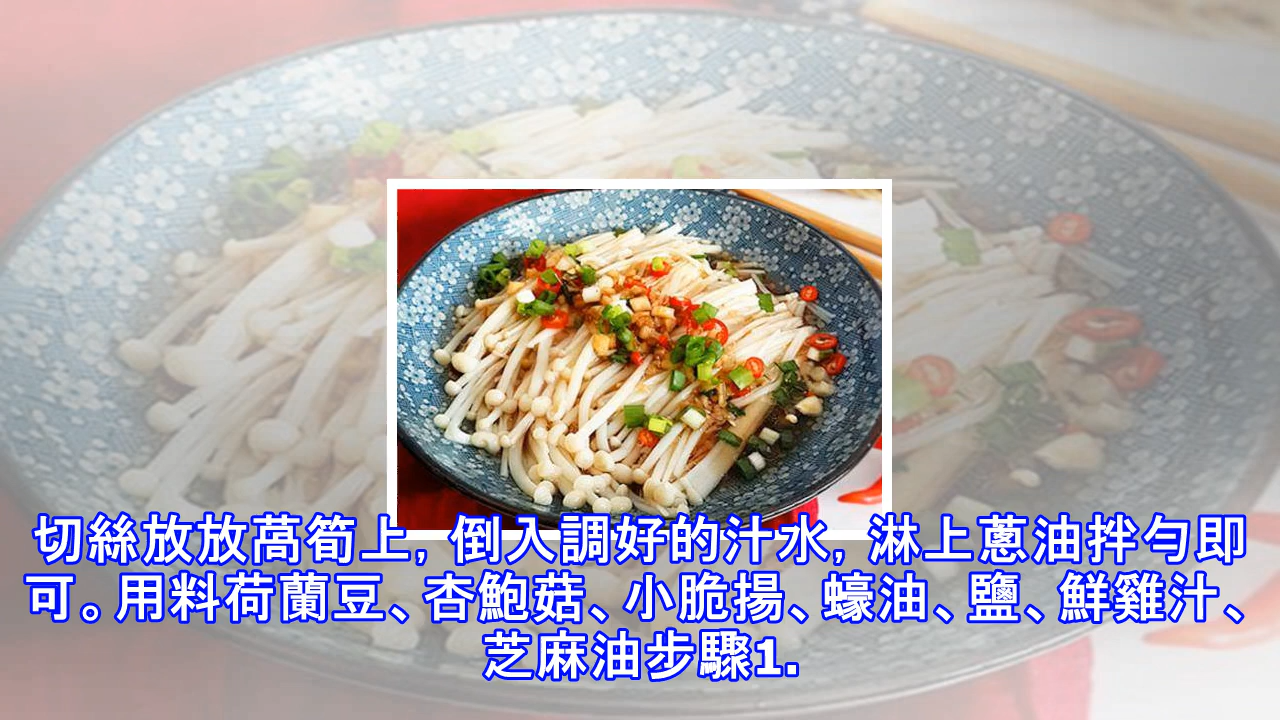 切絲放放萵筍上, 倒入調好的汁水, 淋上蔥油拌勻即
可。用料荷蘭豆、杏鮑菇、小脆揚、蠔油、鹽、鮮雞汁、
芝麻油步驟1.